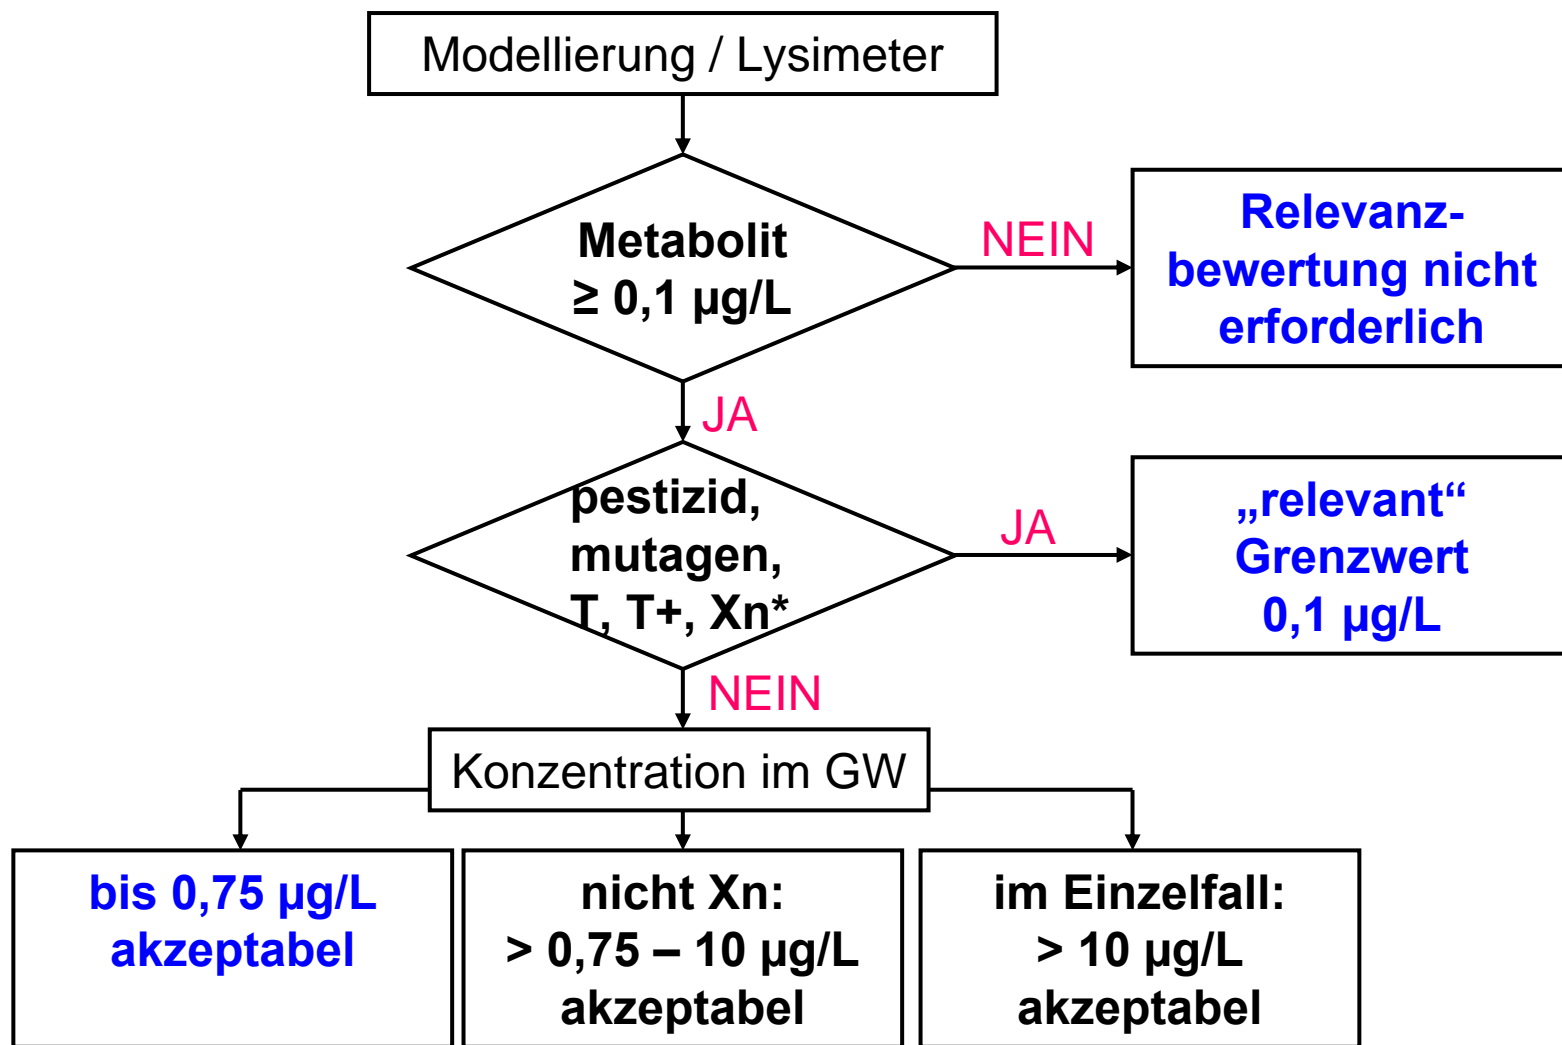 Modellierung / Lysimeter
Metabolit
≥ 0,1 µg/L
NEIN
Relevanz-
bewertung nicht
erforderlich
JA
pestizid,
mutagen,
T, T+, Xn*
JA
„relevant“
Grenzwert
0,1 µg/L
NEIN
Konzentration im GW
bis 0,75 µg/L
akzeptabel
nicht Xn:
> 0,75 – 10 µg/L
akzeptabel
im Einzelfall:
> 10 µg/L
akzeptabel